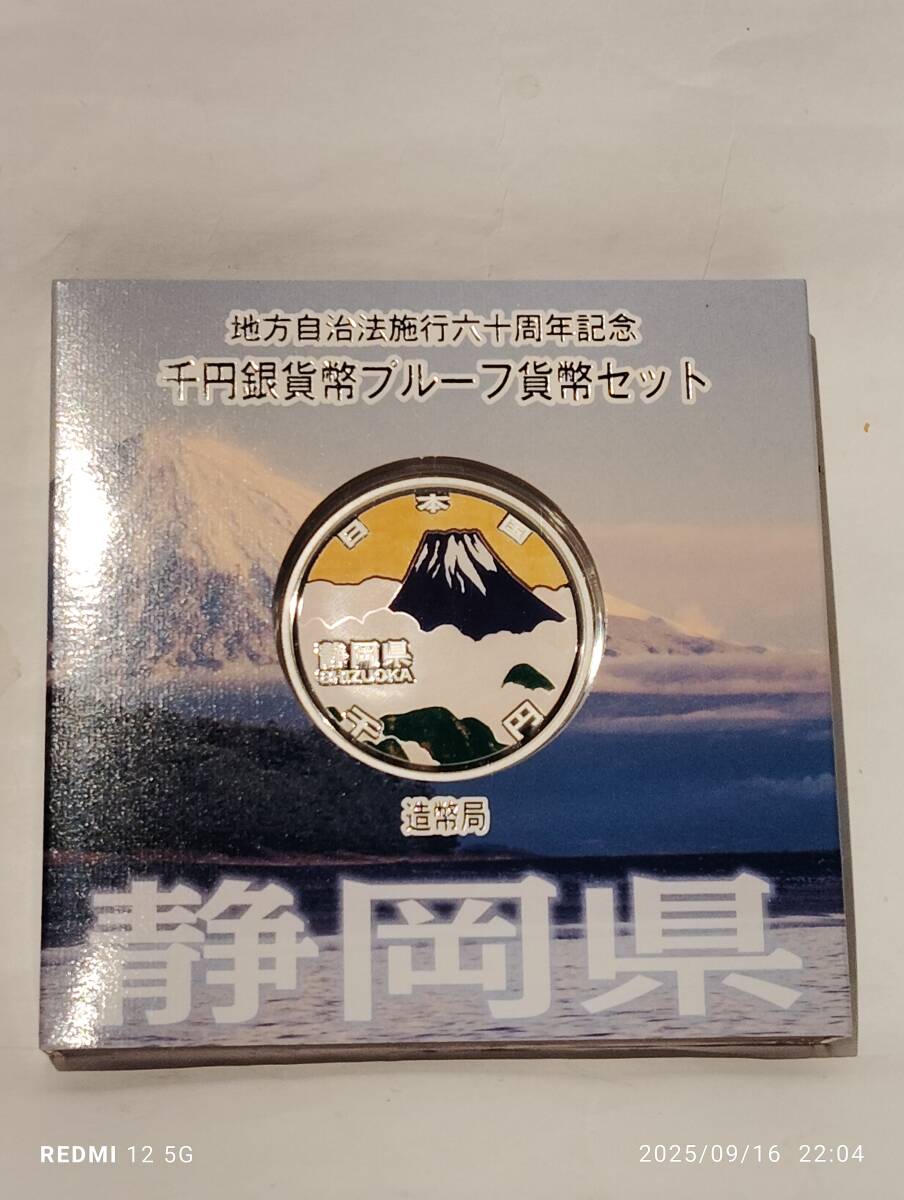 地方自治法施行六十周年記念
千円銀貨幣プルーフ貨幣セット
日本国
静岡県
SHIZUOKA
千円
造幣局
静岡県
REDMI 12 5G
2025/09/16 22:04